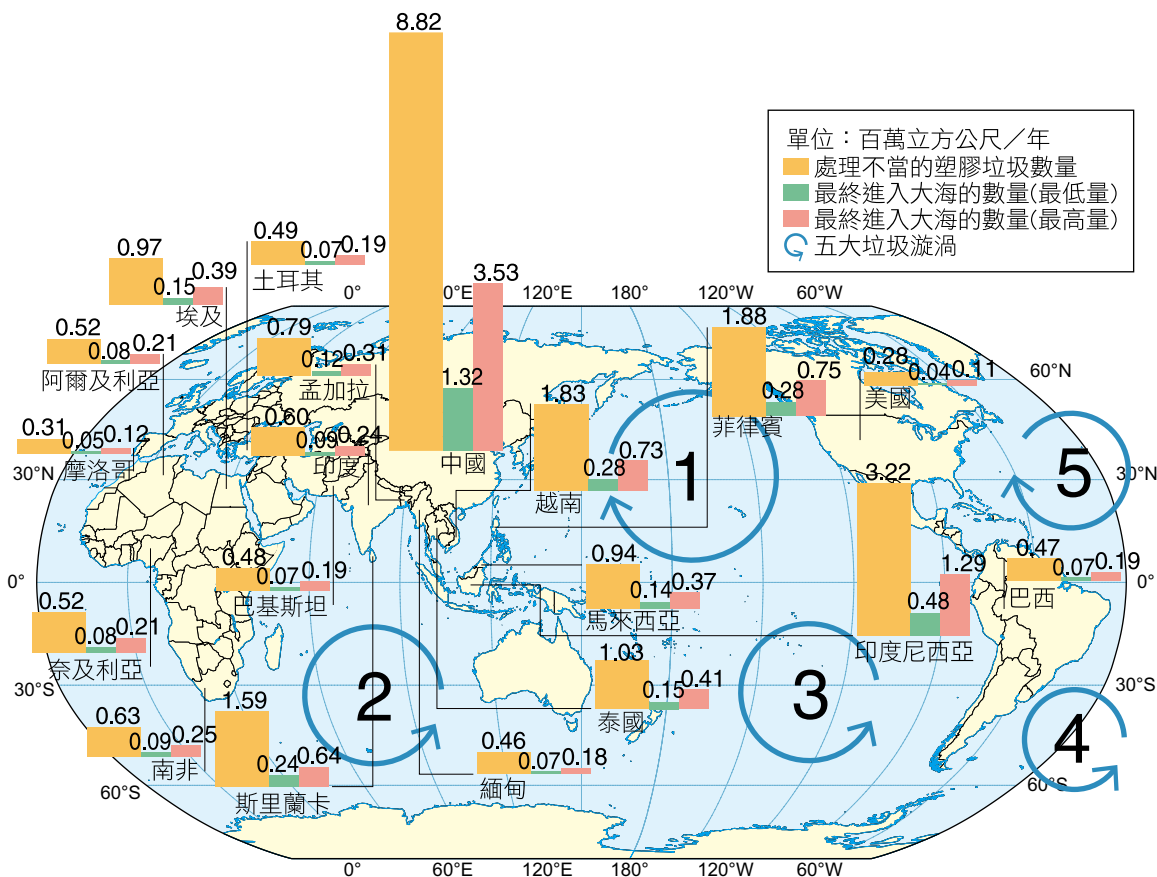 8.82
單位：百萬立方公尺／年
處理不當的塑膠垃圾數量
最終進入大海的數量(最低量)
最終進入大海的數量(最高量)
五大垃圾漩渦
0.49
0.07
0.19
土耳其
0.97
0.15
0.39
埃及
3.53
1.32
中國
0°
60°E
120°E
180°
120°W
60°W
0.52
0.08
0.21
阿爾及利亞
0.79
0.12
0.31
孟加拉
1.88
0.28
0.75
菲律賓
0.28
0.04
0.11
美國
60°N
1.83
0.28
0.73
越南
0.31
0.05
0.12
摩洛哥
0.60
0.09
0.24
印度
30°N
1
5
30°N
3.22
0.48
1.29
印度尼西亞
0.48
0.07
0.19
巴基斯坦
0.94
0.14
0.37
馬來西亞
0.47
0.07
0.19
巴西
0°
0°
0.52
0.08
0.21
奈及利亞
1.03
0.15
0.41
泰國
30°S
2
3
30°S
4
0.63
0.09
0.25
南非
1.59
0.24
0.64
斯里蘭卡
0.46
0.07
0.18
緬甸
60°S
60°S
0°
60°E
120°E
180°
120°W
60°W